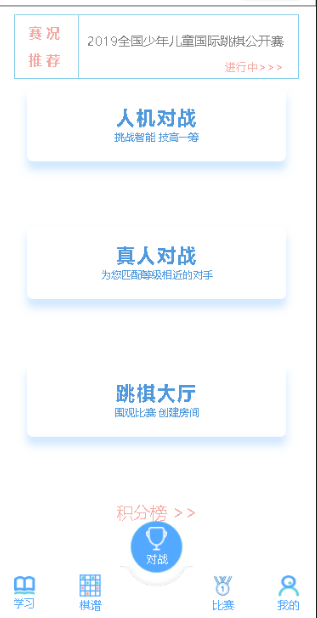 赛况
推荐
2019全国少年儿童国际跳棋公开赛
进行中>>>
人机对战
挑战智能 技高一筹
真人对战
为您匹配等级相近的对手
跳棋大厅
围观比赛 创建房间
积分榜 >>
对战
学习
棋谱
比赛
我的